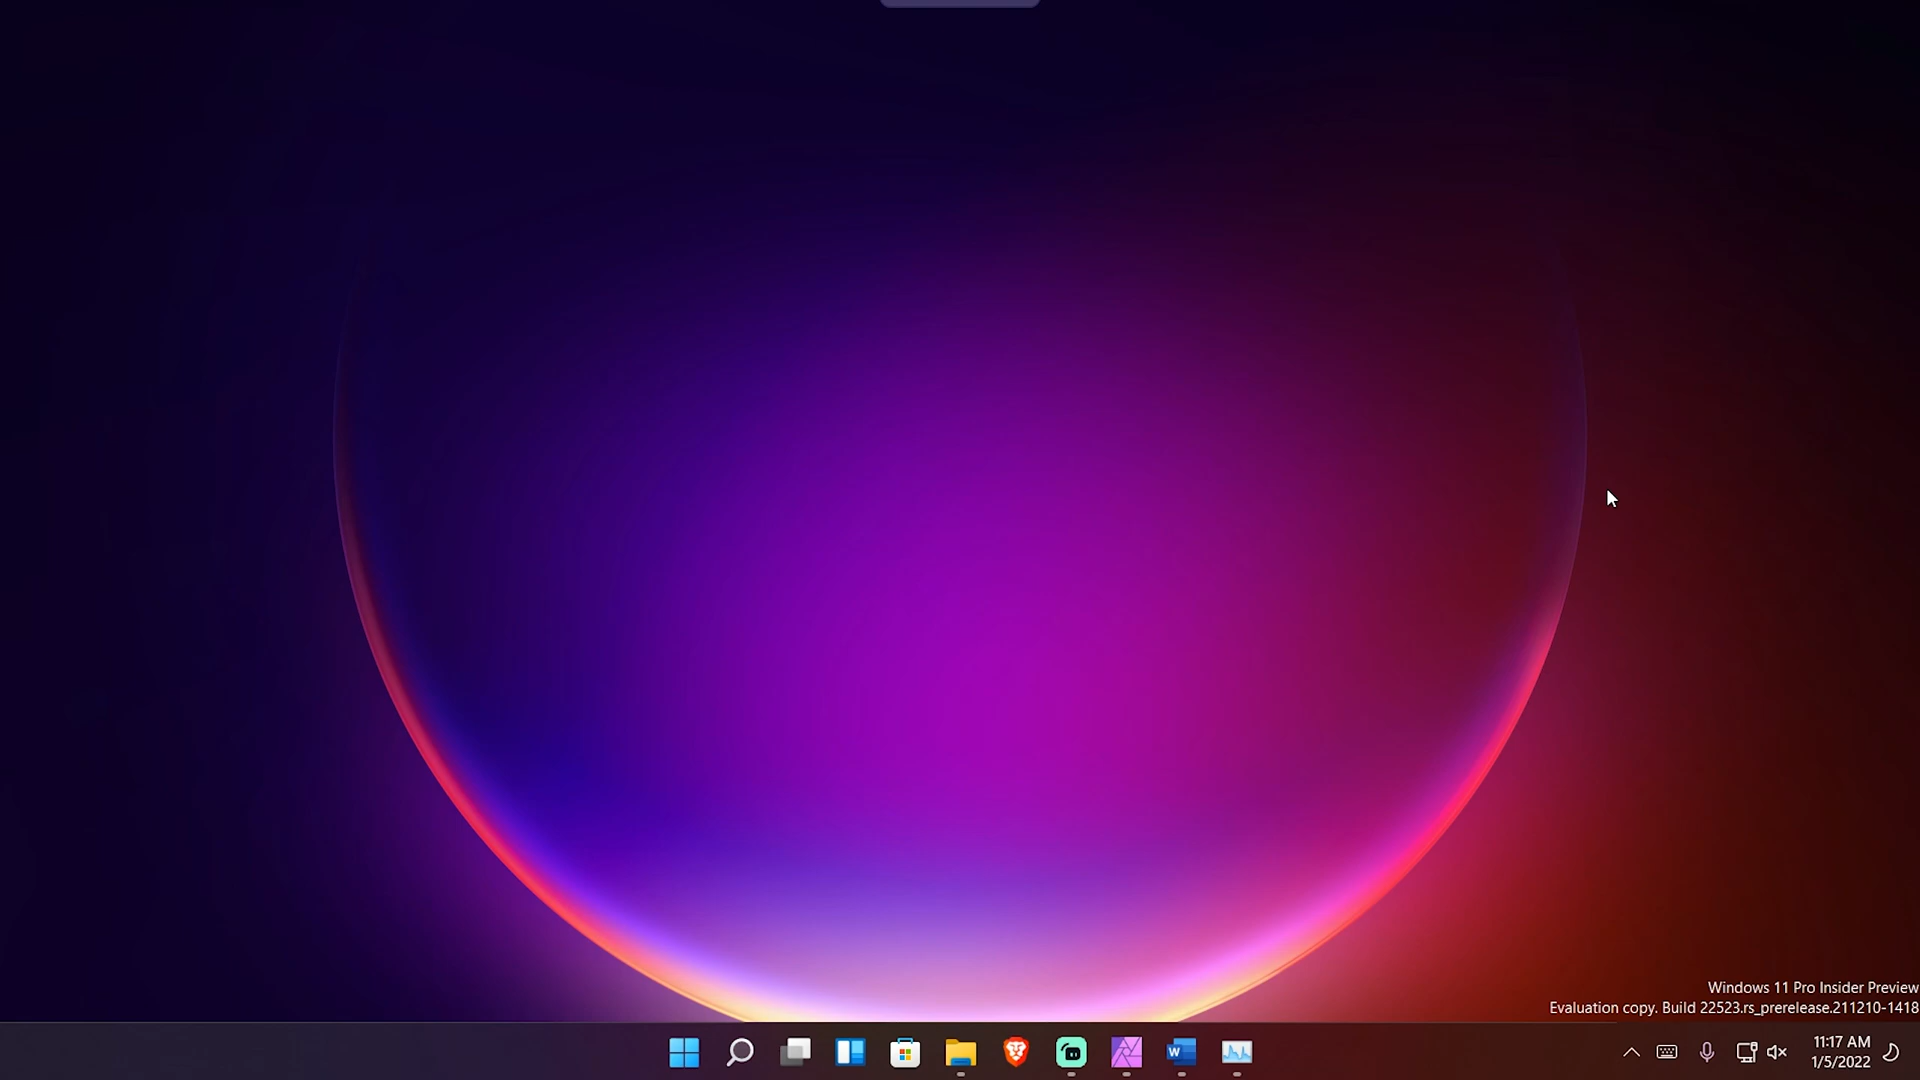 Windows 11 Pro Insider Preview
Evaluation copy. Build 22523.rs_prerelease.211210-1418
W
11:17 AM
1/5/2022